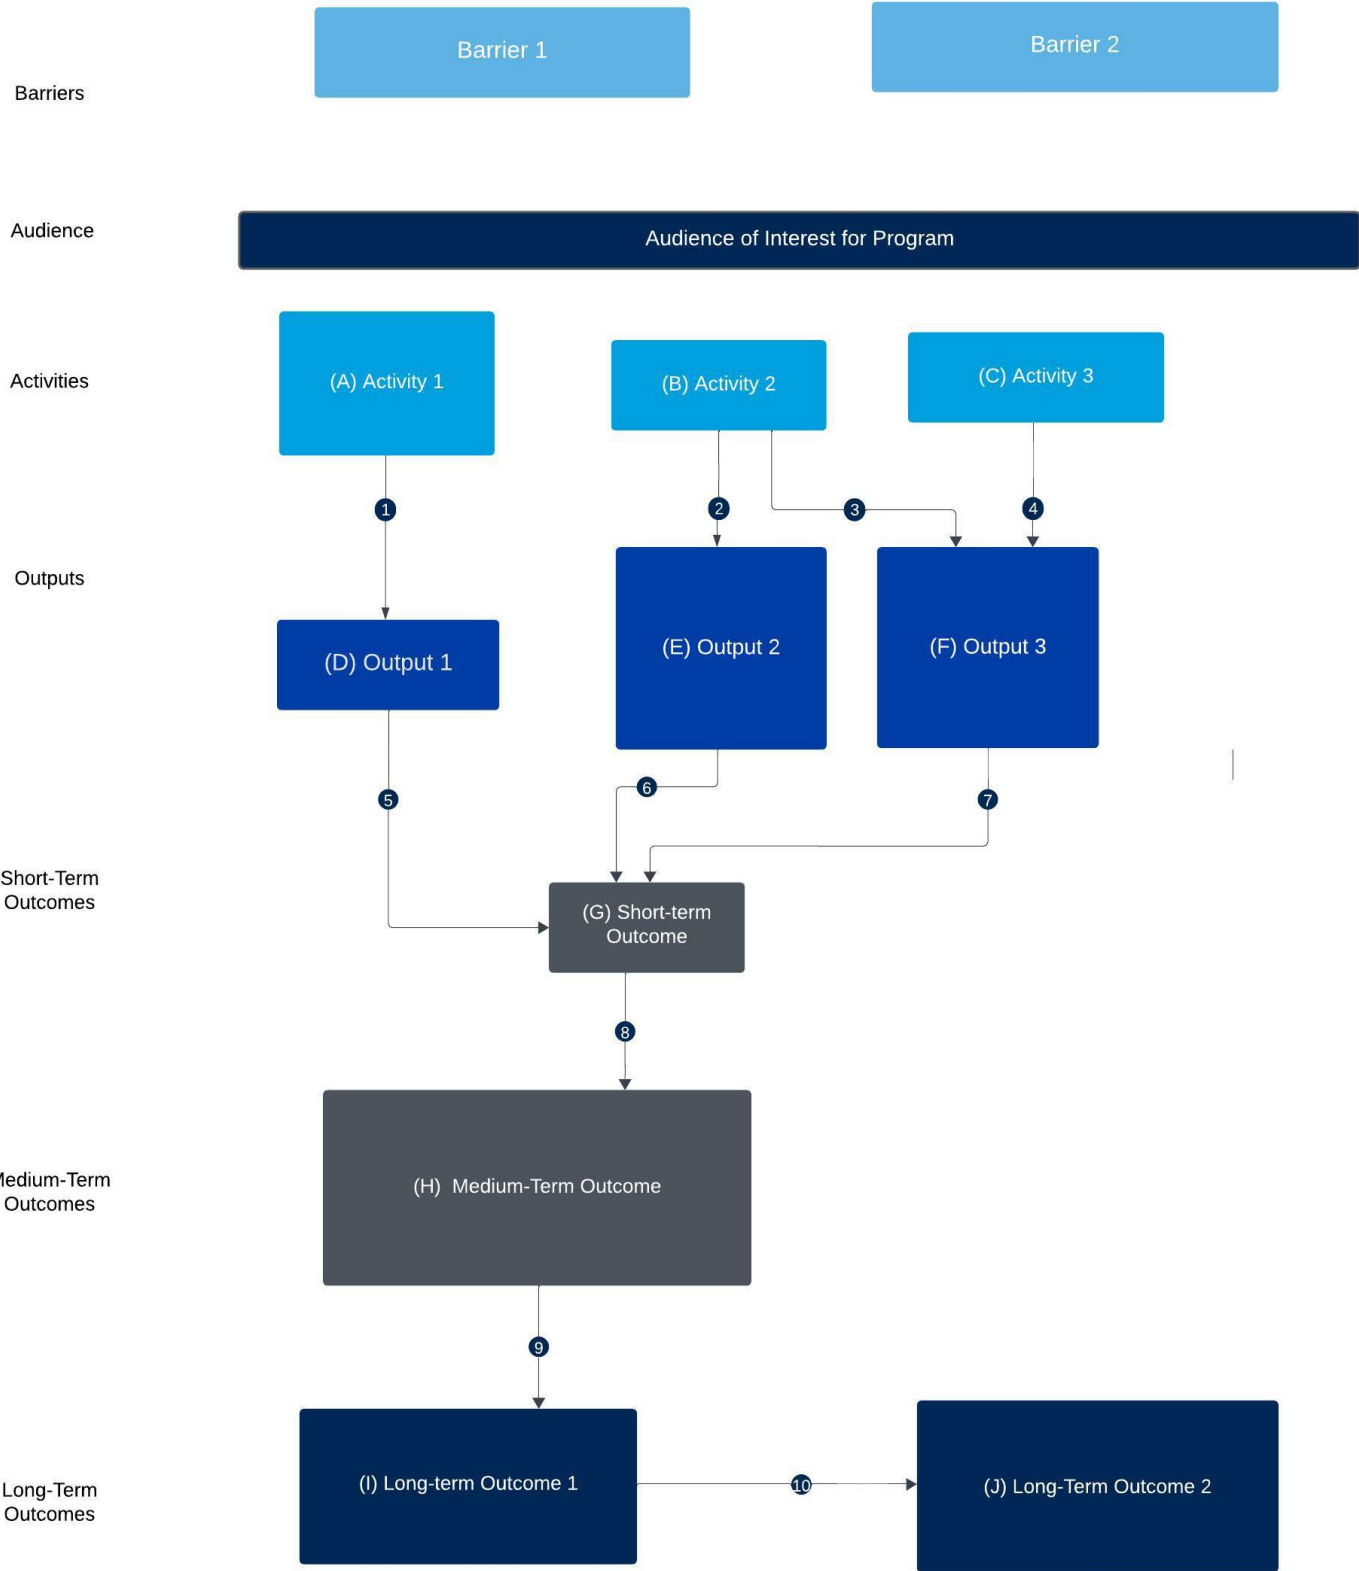 Barrier 1
Barrier 2
Barriers
Audience
Audience of Interest for Program
Activities
(A) Activity 1
(B) Activity 2
(C) Activity 3
1
2
3
4
Outputs
(D) Output 1
(E) Output 2
(F) Output 3
5
6
7
Short-Term
Outcomes
(G) Short-term
Outcome
8
Medium-Term
Outcomes
(H) Medium-Term Outcome
9
Long-Term
Outcomes
(I) Long-term Outcome 1
10
(J) Long-Term Outcome 2